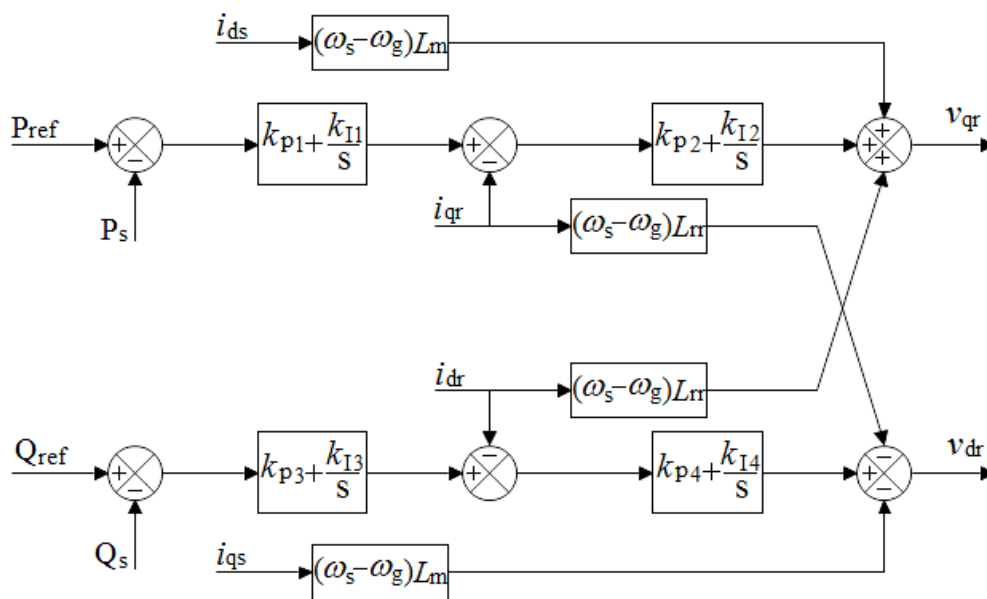 i_ds
(ω_s−ω_g)L_m
P_ref
+
−
k_p1+k_I1/s
+
−
k_p2+k_I2/s
+
+
+
v_qr
P_s
i_qr
(ω_s−ω_g)L_rr
i_dr
(ω_s−ω_g)L_rr
Q_ref
+
−
k_p3+k_I3/s
+
−
k_p4+k_I4/s
+
−
−
v_dr
Q_s
i_qs
(ω_s−ω_g)L_m